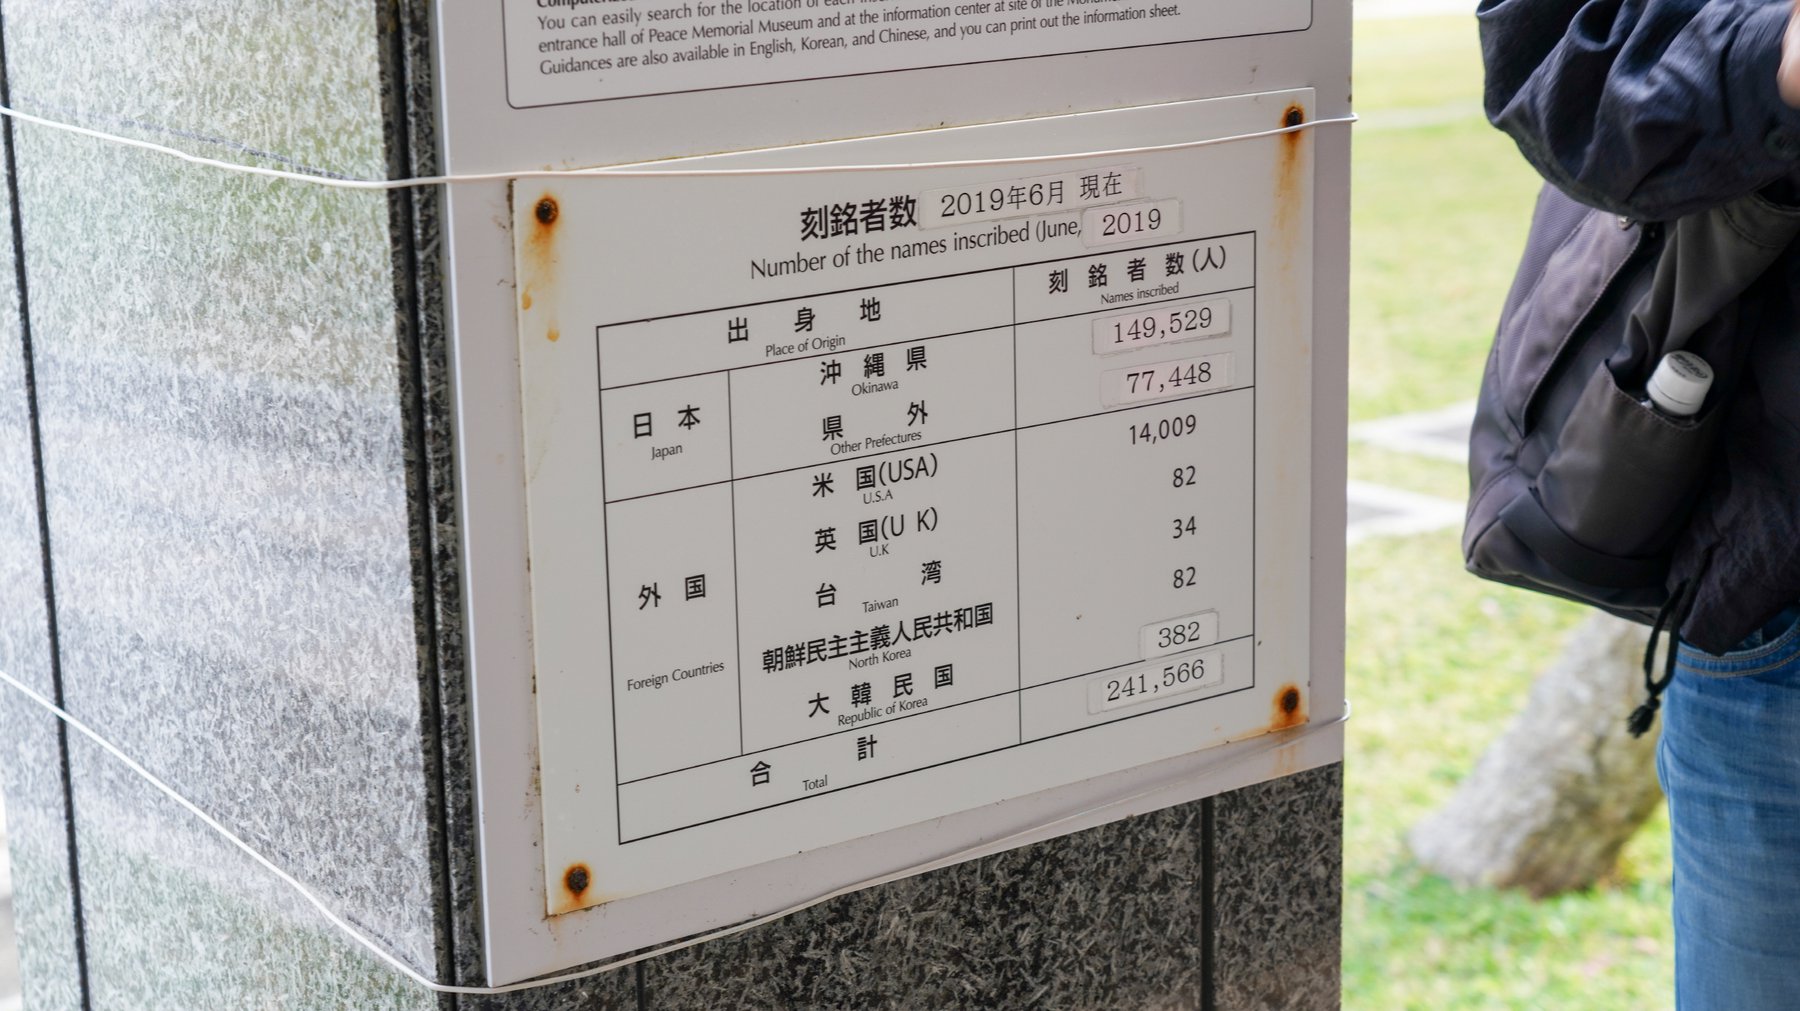 You can easily search for the location of each
entrance hall of Peace Memorial Museum and at the information center at site of the
Guidances are also available in English, Korean, and Chinese, and you can print out the information sheet.
刻銘者数 2019年6月 現在
Number of the names inscribed (June, 2019
出身地 刻銘者数(人)
Place of Origin Names inscribed
日本 沖縄県 149,529
Japan Okinawa
県外 77,448
Other Prefectures
外国 米国(USA) 14,009
Foreign Countries U.S.A
英国(U K) 82
U.K
台湾 34
Taiwan
朝鮮民主主義人民共和国 82
North Korea
大韓民国 382
Republic of Korea
合計 241,566
Total